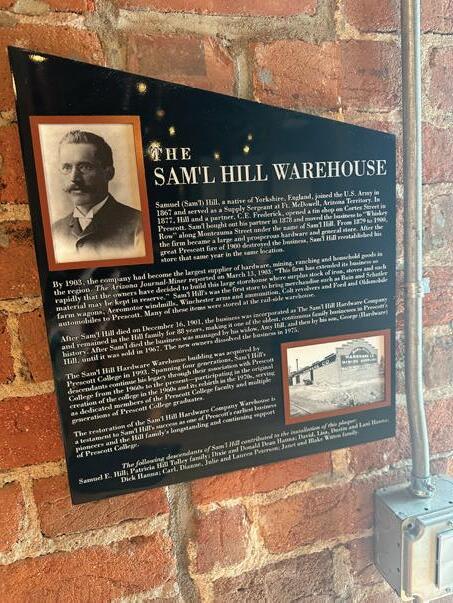 THE
SAM'L HILL WAREHOUSE
Samuel (Sam'l) Hill, a native of Yorkshire, England, joined the U.S. Army in
1867 and served as a Supply Sergeant at Ft. McDowell, Arizona Territory. In
1877, Hill and a partner, C.E. Frederick, opened a tin shop on Cortez Street in
Prescott. Sam'l bought out his partner in 1878 and moved the business to "Whiskey
Row" along Montezuma Street under the name of Sam'l Hill. From 1879 to 1900,
the firm became a large and prosperous hardware and general store. After the
great Prescott fire of 1900 destroyed the business, Sam'l Hill reestablished his
store that same year in the same location.
By 1903, the company had become the largest supplier of hardware, mining, ranching and household goods in
the region. The Arizona Journal-Miner reported on March 13, 1903: "This firm has extended its business so
rapidly that the owners have decided to build this large storehouse where surplus stock of iron, stoves and such
material may be kept in reserve." Sam'l Hill's was the first store to bring merchandise such as Bain and Schutler
farm wagons, Aeromotor windmills, Winchester arms and ammunition, Colt revolvers and Ford and Oldsmobile
automobiles to Prescott. Many of these items were stored at the rail-side warehouse.
After Sam'l Hill died on December 16, 1901, the business was incorporated as The Sam'l Hill Hardware Company
and remained in the Hill family for 88 years, making it one of the oldest, continuous family businesses in Prescott's
history. After Sam'l died the business was managed by his widow, Amy Hill, and then by his son, George (Hardware)
Hill, until it was sold in 1967. The new owners dissolved the business in 1975.
The Sam'l Hill Hardware Warehouse building was acquired by
Prescott College in 1993. Spanning four generations, Sam'l Hill's
descendants continue his legacy through their association with Prescott
College from the 1960s to the present—participating in the original
creation of the college in the 1960s and its rebirth in the 1970s, serving
as dedicated members of the Prescott College faculty and multiple
generations of Prescott College graduates.
The restoration of the Sam'l Hill Hardware Company Warehouse is
a testament to Sam'l Hill's success as one of Prescott's earliest business
pioneers and the Hill family's longstanding and continuing support
of Prescott College.
The following descendants of Sam'l Hill contributed to the installation of this plaque:
Samuel E. Hill; Patricia Hill Tolley family; Dixie and Donald Dean Hanna; David, Lisa, Dustin and Lani Hanna;
Dick Hanna; Carl, Dianne, Julie and Lauren Peterson; Janet and Blake Witten family.